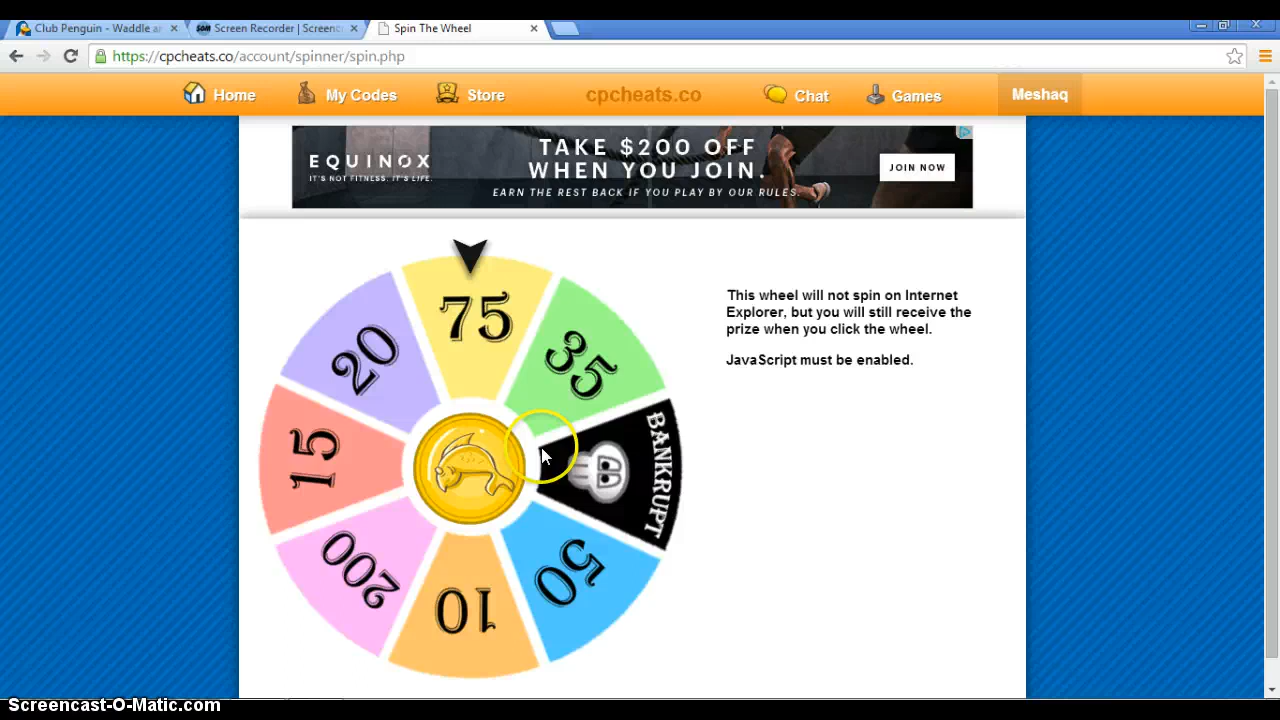 Club Penguin - Waddle ar
Screen Recorder | Screenc
Spin The Wheel
https://cpcheats.co/account/spinner/spin.php
Home
My Codes
Store
cpcheats.co
Chat
Games
Meshaq
EQUINOX
IT'S NOT FITNESS. IT'S LIFE.
TAKE $200 OFF
WHEN YOU JOIN.
EARN THE REST BACK IF YOU PLAY BY OUR RULES.
JOIN NOW
75
35
BANKRUPT
50
10
200
15
20
This wheel will not spin on Internet
Explorer, but you will still receive the
prize when you click the wheel.
JavaScript must be enabled.
Screencast-O-Matic.com